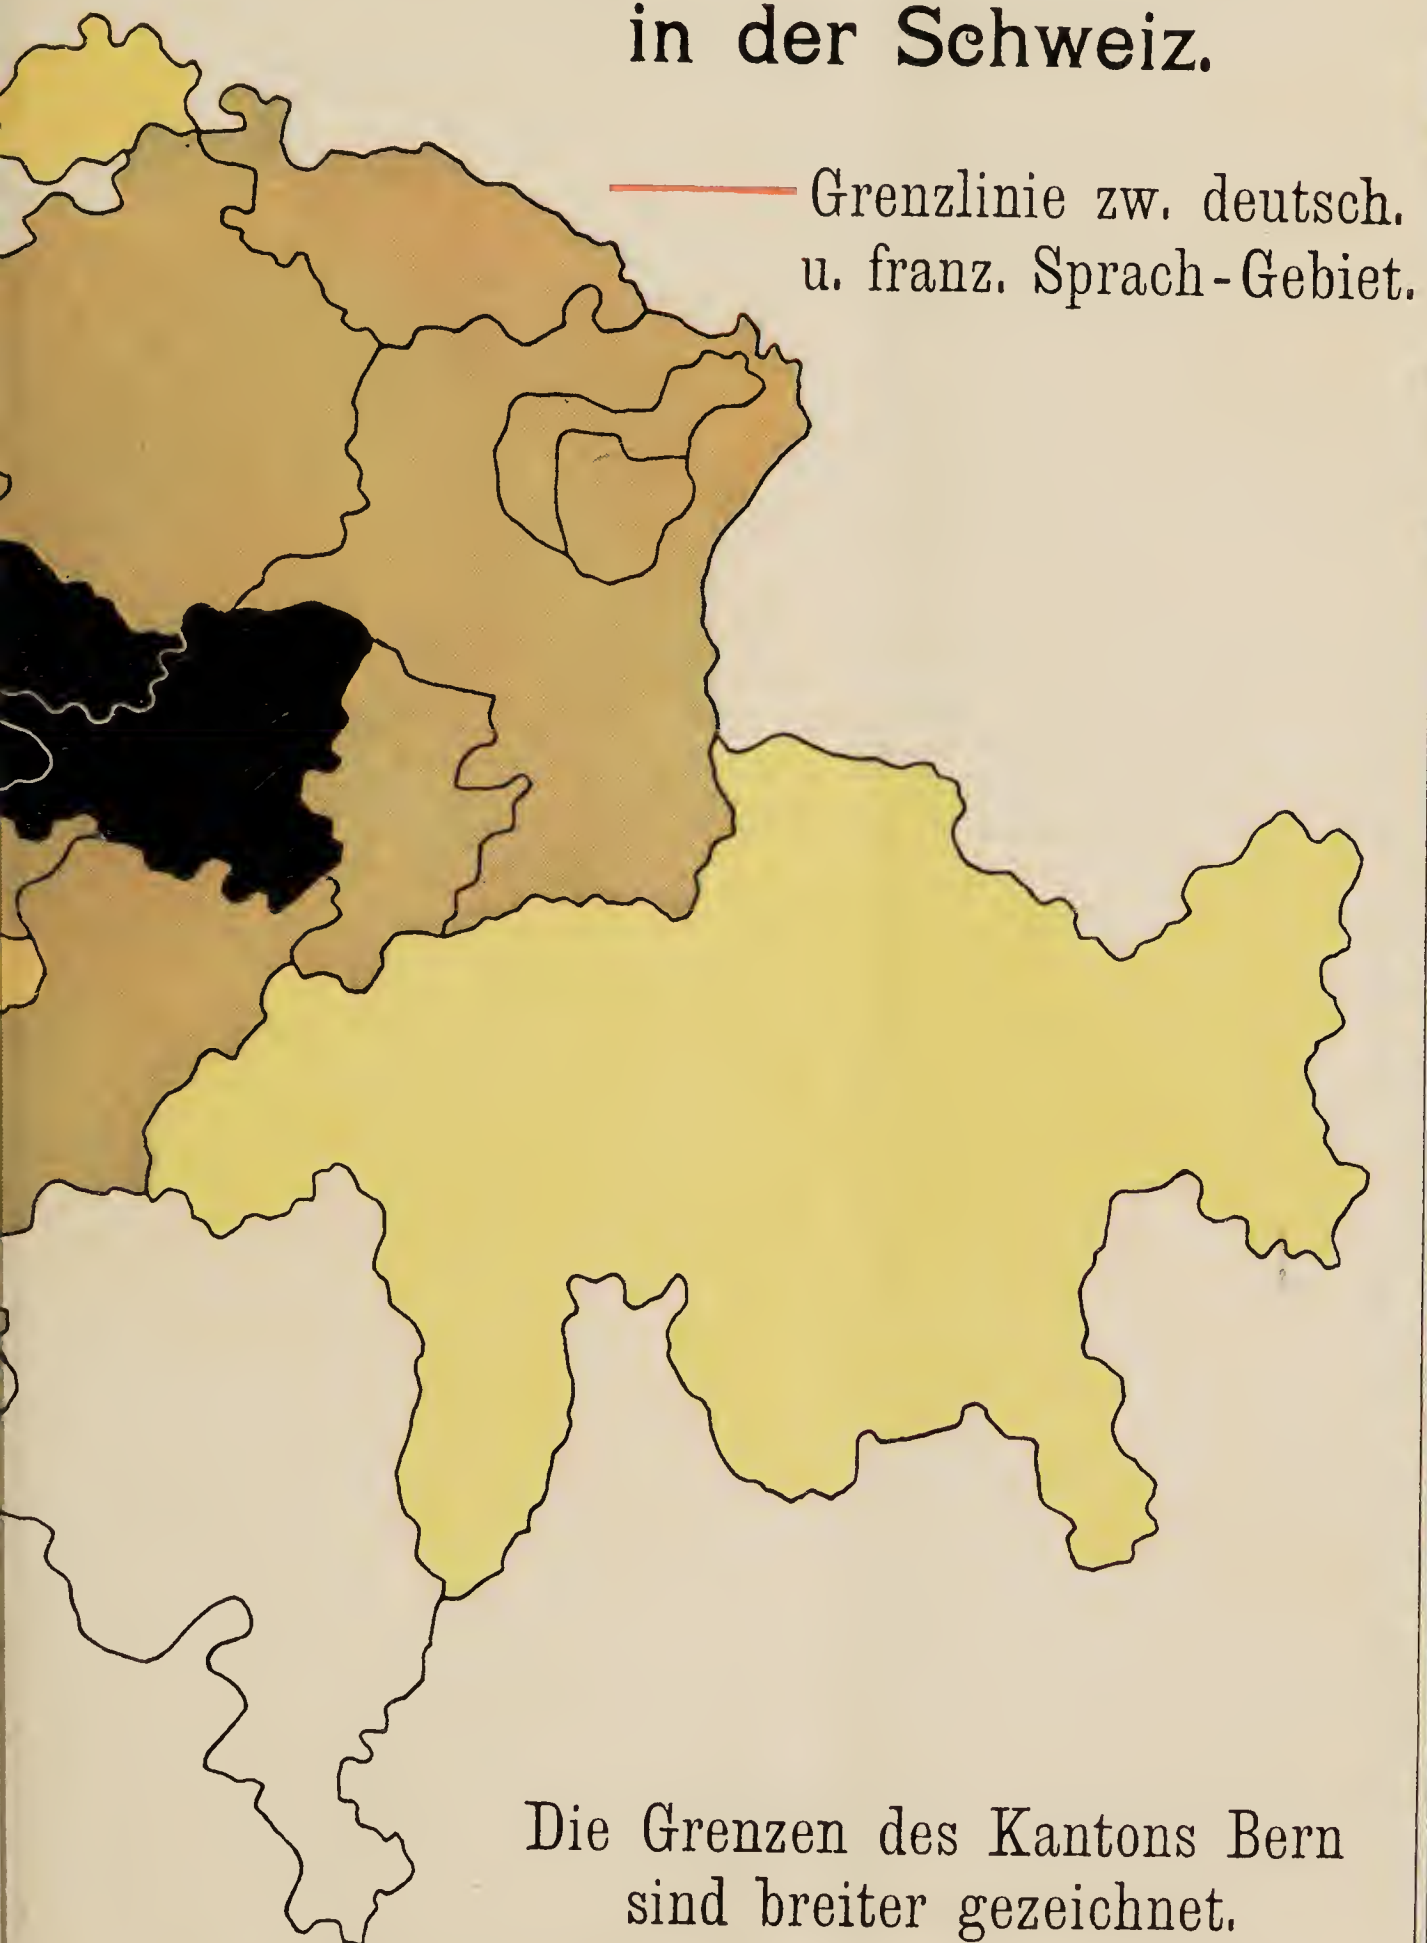 in der Schweiz.
Grenzlinie zw. deutsch.
u. franz. Sprach-Gebiet.
Die Grenzen des Kantons Bern
sind breiter gezeichnet.